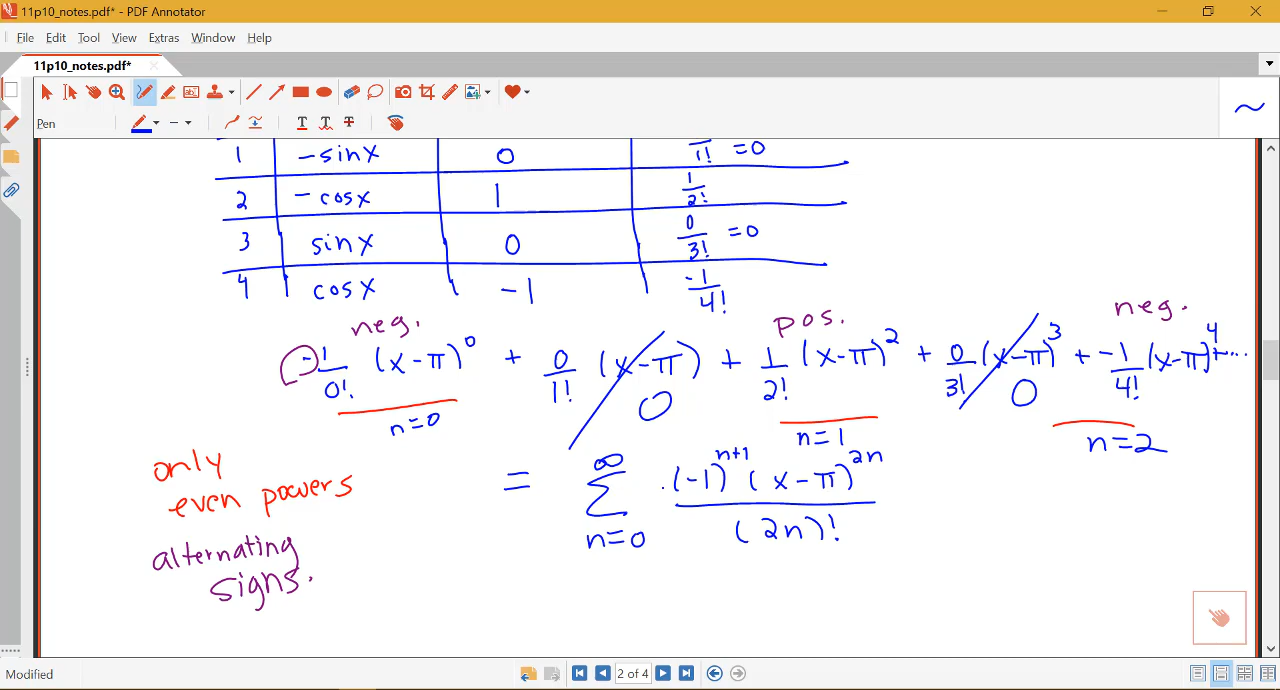 11p10_notes.pdf* - PDF Annotator
File Edit Tool View Extras Window Help
11p10_notes.pdf*
Pen
1 | -sinx | 0 | 0/1! = 0
2 | -cosx | 1 | 1/2!
3 | sinx | 0 | 0/3! = 0
4 | cosx | -1 | -1/4!
neg. pos. neg.
-1/0! (x-π)^0 + 0/1! (x-π) + 1/2! (x-π)^2 + 0/3! (x-π)^3 + -1/4! (x-π)^4 + ...
0 0
n=0 n=1 n=2
only
even powers
= ∞ Σ n=0 (-1)^{n+1} (x-π)^{2n} / (2n)!
alternating
signs.
Modified
2 of 4